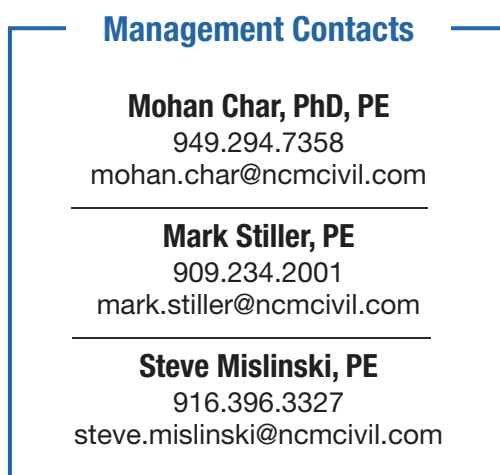 Management Contacts
Mohan Char, PhD, PE
949.294.7358
mohan.char@ncmcivil.com
Mark Stiller, PE
909.234.2001
mark.stiller@ncmcivil.com
Steve Mislinski, PE
916.396.3327
steve.mislinski@ncmcivil.com